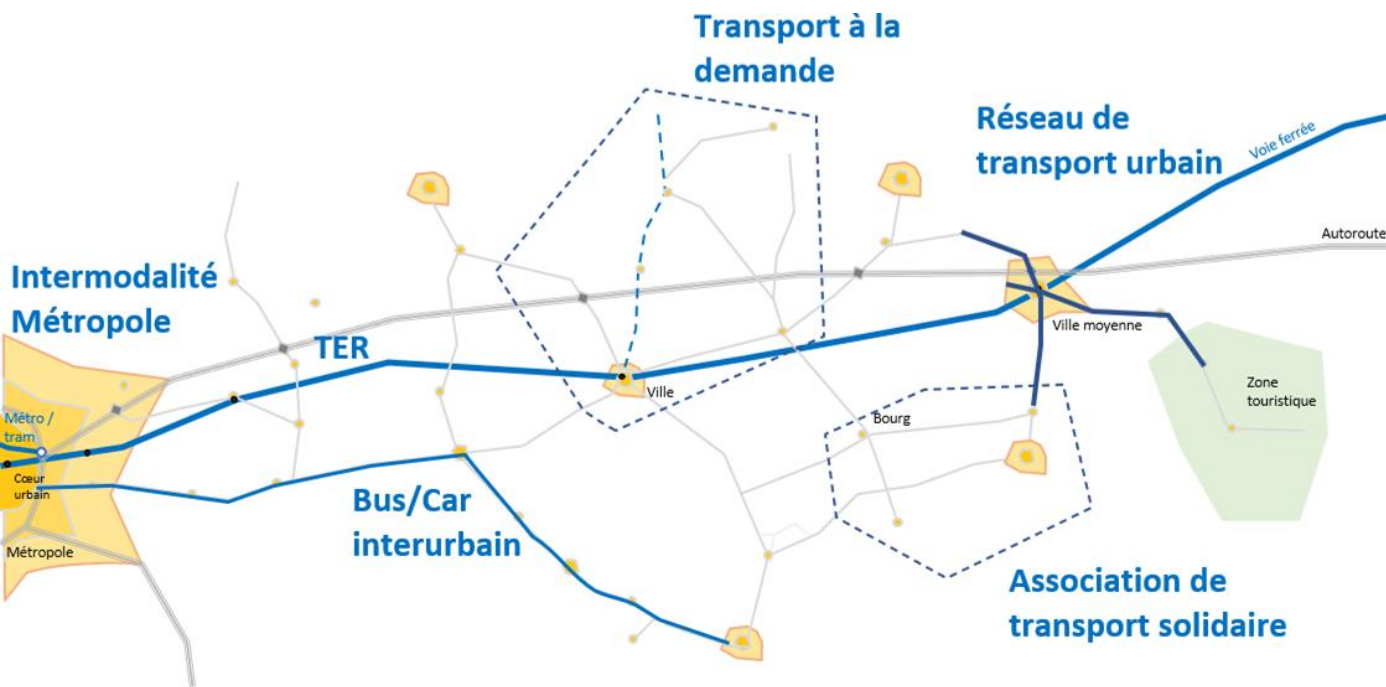 Transport à la
demande
Réseau de
transport urbain
Voie ferrée
Autoroute
Intermodalité
Métropole
TER
Ville moyenne
Ville
Zone
touristique
Bourg
Métro /
tram
Cœur
urbain
Métropole
Bus/Car
interurbain
Association de
transport solidaire